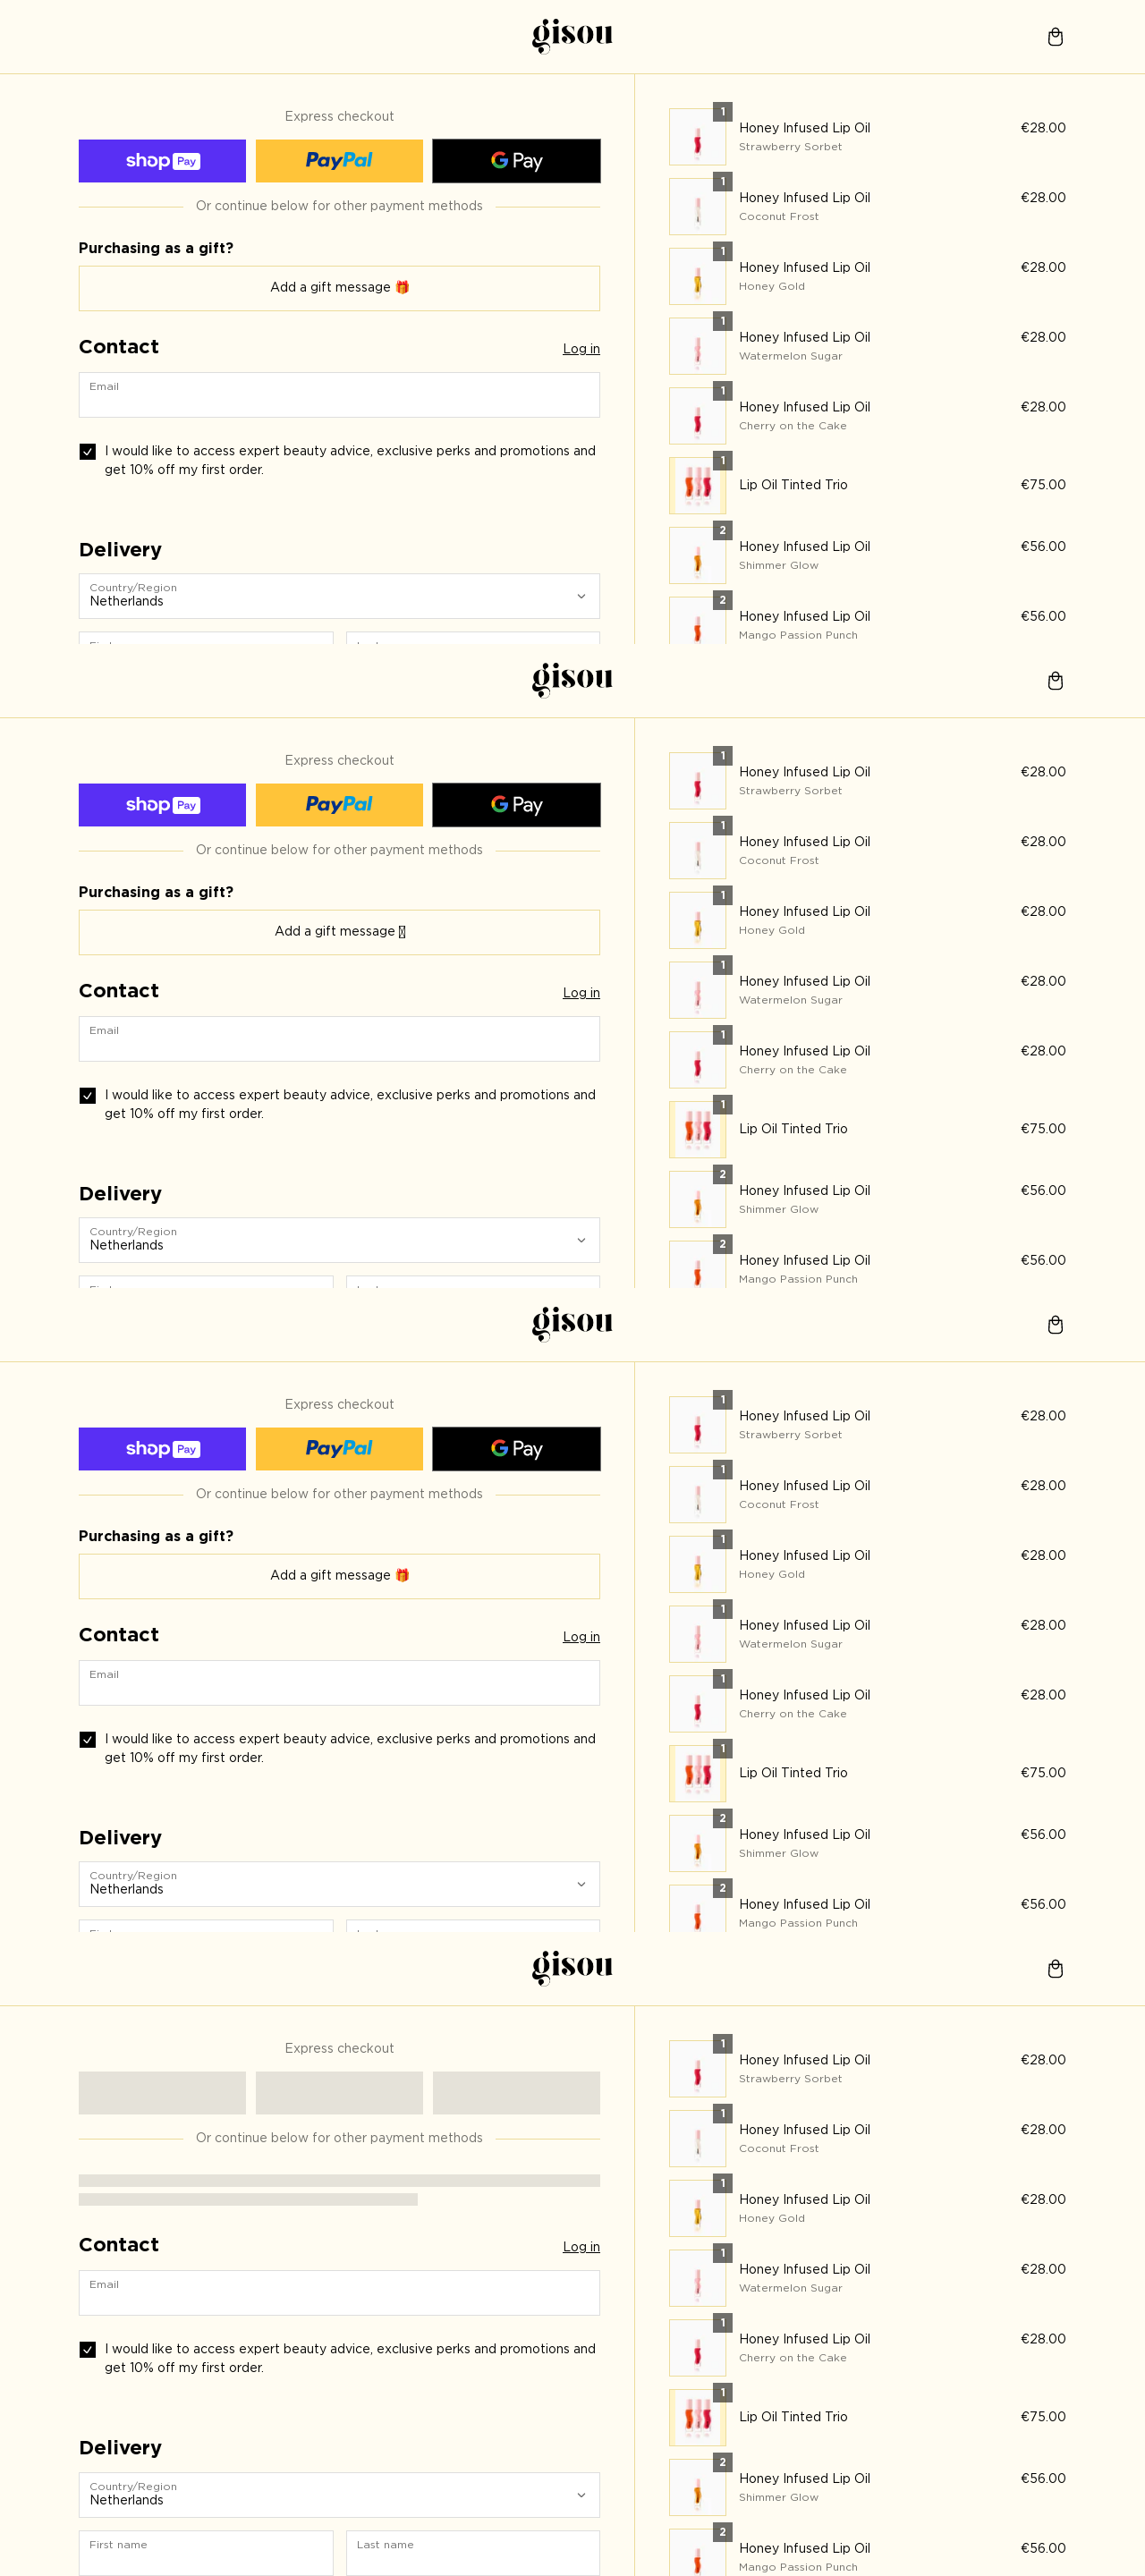 gisou
Express checkout
shop Pay
PayPal
G Pay
Or continue below for other payment methods
Purchasing as a gift?
Add a gift message 🎁
Contact
Log in
Email
I would like to access expert beauty advice, exclusive perks and promotions and
get 10% off my first order.
Delivery
Country/Region
Netherlands
1
Honey Infused Lip Oil
€28.00
Strawberry Sorbet
1
Honey Infused Lip Oil
€28.00
Coconut Frost
1
Honey Infused Lip Oil
€28.00
Honey Gold
1
Honey Infused Lip Oil
€28.00
Watermelon Sugar
1
Honey Infused Lip Oil
€28.00
Cherry on the Cake
1
Lip Oil Tinted Trio
€75.00
2
Honey Infused Lip Oil
€56.00
Shimmer Glow
2
Honey Infused Lip Oil
€56.00
Mango Passion Punch
gisou
Express checkout
shop Pay
PayPal
G Pay
Or continue below for other payment methods
Purchasing as a gift?
Add a gift message
Contact
Log in
Email
I would like to access expert beauty advice, exclusive perks and promotions and
get 10% off my first order.
Delivery
Country/Region
Netherlands
1
Honey Infused Lip Oil
€28.00
Strawberry Sorbet
1
Honey Infused Lip Oil
€28.00
Coconut Frost
1
Honey Infused Lip Oil
€28.00
Honey Gold
1
Honey Infused Lip Oil
€28.00
Watermelon Sugar
1
Honey Infused Lip Oil
€28.00
Cherry on the Cake
1
Lip Oil Tinted Trio
€75.00
2
Honey Infused Lip Oil
€56.00
Shimmer Glow
2
Honey Infused Lip Oil
€56.00
Mango Passion Punch
gisou
Express checkout
shop Pay
PayPal
G Pay
Or continue below for other payment methods
Purchasing as a gift?
Add a gift message 🎁
Contact
Log in
Email
I would like to access expert beauty advice, exclusive perks and promotions and
get 10% off my first order.
Delivery
Country/Region
Netherlands
1
Honey Infused Lip Oil
€28.00
Strawberry Sorbet
1
Honey Infused Lip Oil
€28.00
Coconut Frost
1
Honey Infused Lip Oil
€28.00
Honey Gold
1
Honey Infused Lip Oil
€28.00
Watermelon Sugar
1
Honey Infused Lip Oil
€28.00
Cherry on the Cake
1
Lip Oil Tinted Trio
€75.00
2
Honey Infused Lip Oil
€56.00
Shimmer Glow
2
Honey Infused Lip Oil
€56.00
Mango Passion Punch
gisou
Express checkout
Or continue below for other payment methods
Contact
Log in
Email
I would like to access expert beauty advice, exclusive perks and promotions and
get 10% off my first order.
Delivery
Country/Region
Netherlands
First name
Last name
1
Honey Infused Lip Oil
€28.00
Strawberry Sorbet
1
Honey Infused Lip Oil
€28.00
Coconut Frost
1
Honey Infused Lip Oil
€28.00
Honey Gold
1
Honey Infused Lip Oil
€28.00
Watermelon Sugar
1
Honey Infused Lip Oil
€28.00
Cherry on the Cake
1
Lip Oil Tinted Trio
€75.00
2
Honey Infused Lip Oil
€56.00
Shimmer Glow
2
Honey Infused Lip Oil
€56.00
Mango Passion Punch